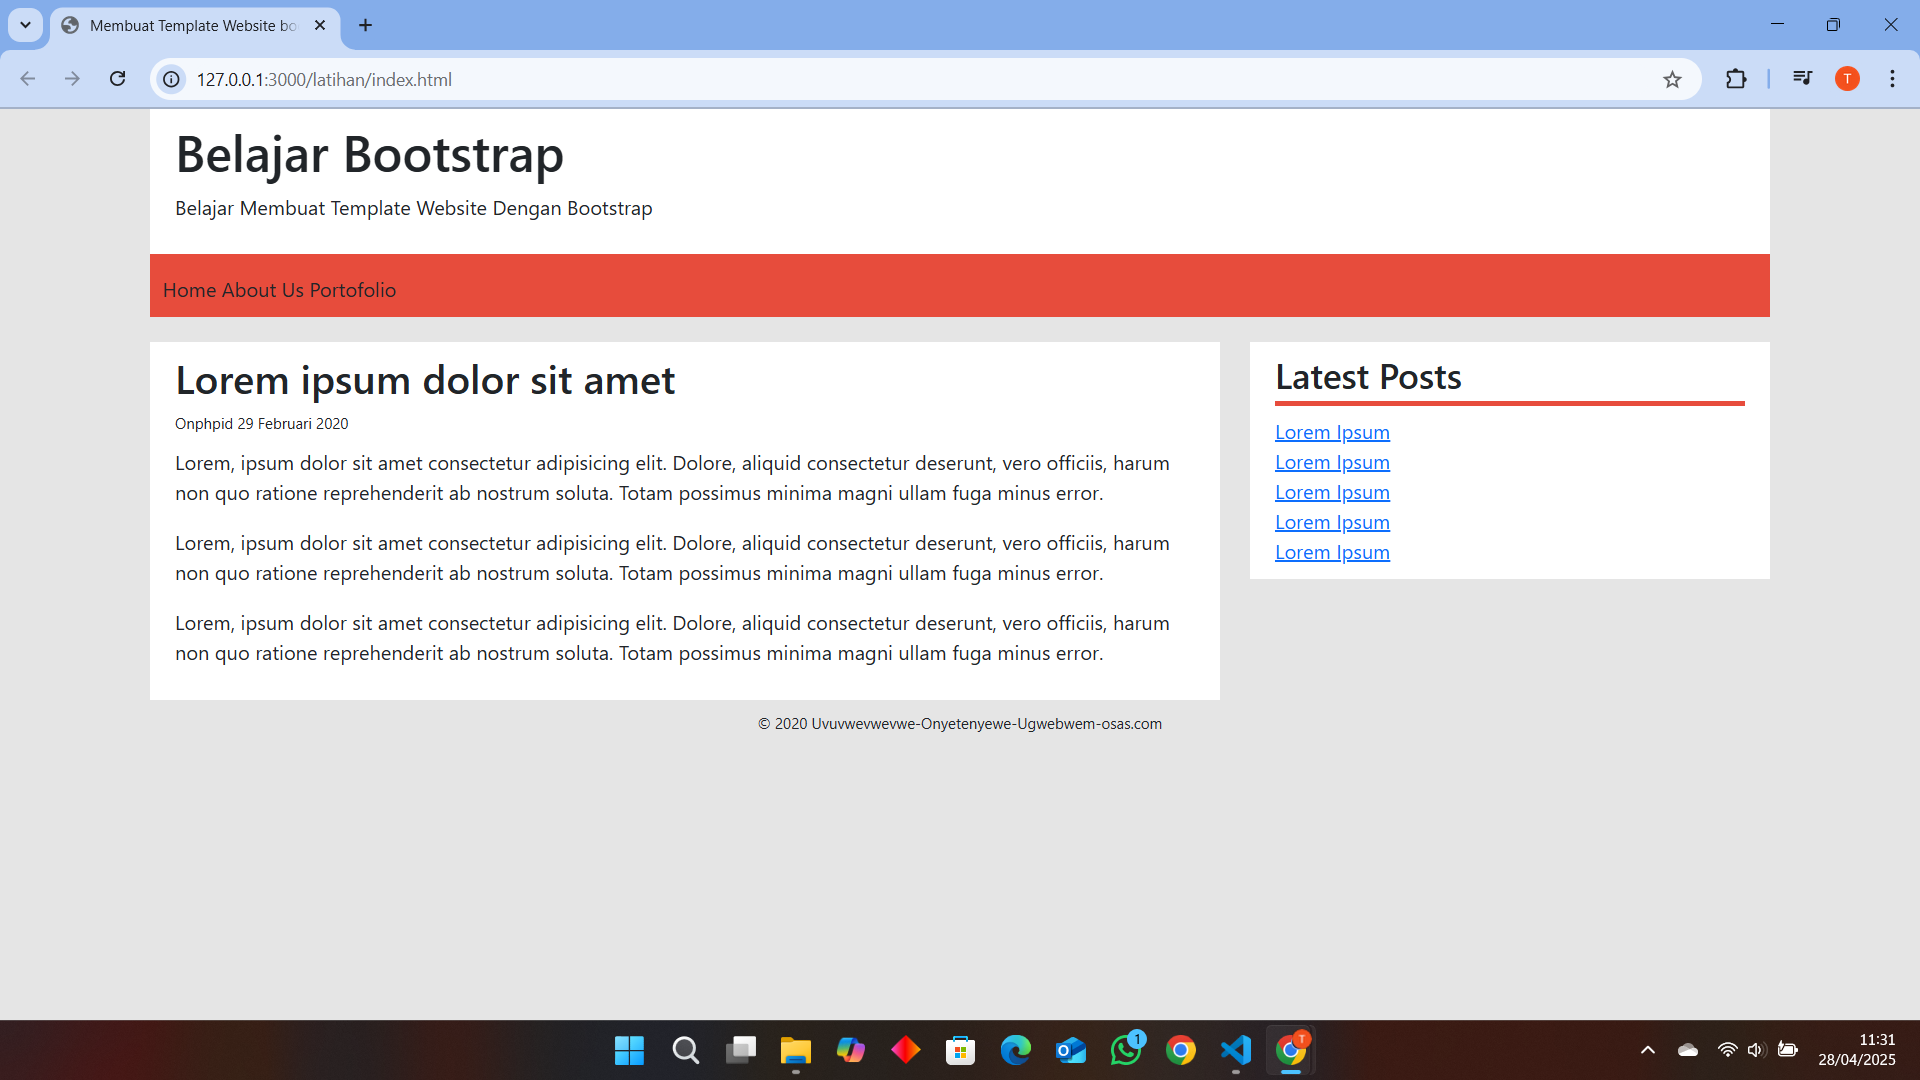 Membuat Template Website bo
127.0.0.1:3000/latihan/index.html
T
Belajar Bootstrap
Belajar Membuat Template Website Dengan Bootstrap
Home About Us Portofolio
Lorem ipsum dolor sit amet
Onphpid 29 Februari 2020
Lorem, ipsum dolor sit amet consectetur adipisicing elit. Dolore, aliquid consectetur deserunt, vero officiis, harum
non quo ratione reprehenderit ab nostrum soluta. Totam possimus minima magni ullam fuga minus error.
Lorem, ipsum dolor sit amet consectetur adipisicing elit. Dolore, aliquid consectetur deserunt, vero officiis, harum
non quo ratione reprehenderit ab nostrum soluta. Totam possimus minima magni ullam fuga minus error.
Lorem, ipsum dolor sit amet consectetur adipisicing elit. Dolore, aliquid consectetur deserunt, vero officiis, harum
non quo ratione reprehenderit ab nostrum soluta. Totam possimus minima magni ullam fuga minus error.
Latest Posts
Lorem Ipsum
Lorem Ipsum
Lorem Ipsum
Lorem Ipsum
Lorem Ipsum
© 2020 Uvuvwevwevwe-Onyetenyewe-Ugwebwem-osas.com
1
T
11:31
28/04/2025